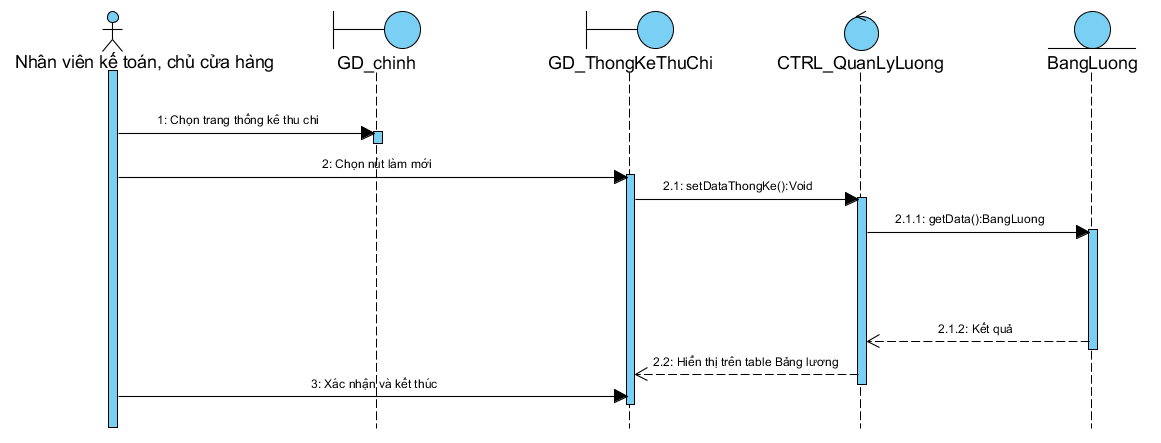 Nhân viên kế toán, chủ cửa hàng
GD_chinh
GD_ThongKeThuChi
CTRL_QuanLyLuong
BangLuong
1: Chọn trang thống kê thu chi
2: Chọn nút làm mới
2.1: setDataThongKe():Void
2.1.1: getData():BangLuong
2.1.2: Kết quả
2.2: Hiển thị trên table Bảng lương
3: Xác nhận và kết thúc